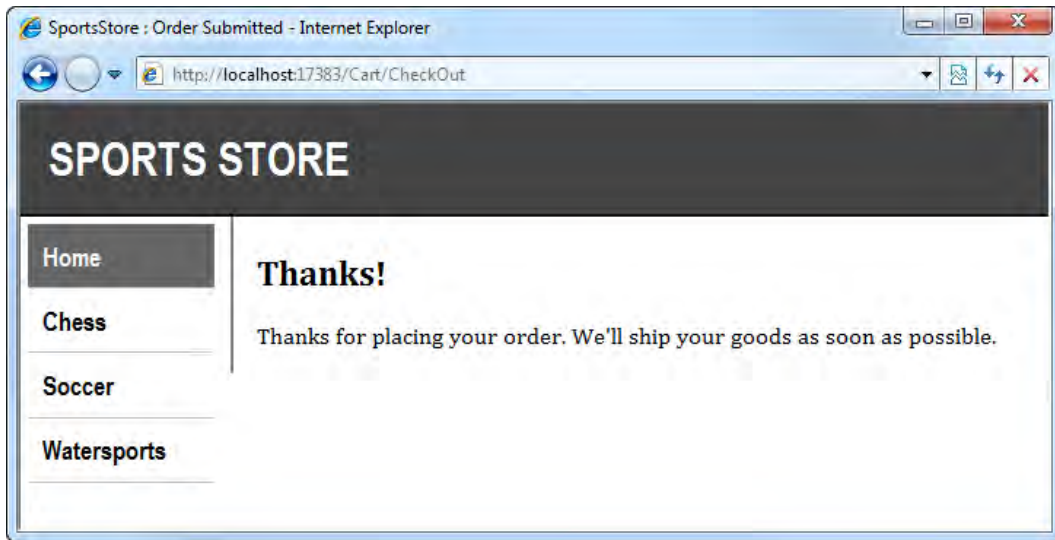 SportsStore : Order Submitted - Internet Explorer
http://localhost:17383/Cart/CheckOut
SPORTS STORE
Home
Chess
Soccer
Watersports
Thanks!
Thanks for placing your order. We'll ship your goods as soon as possible.